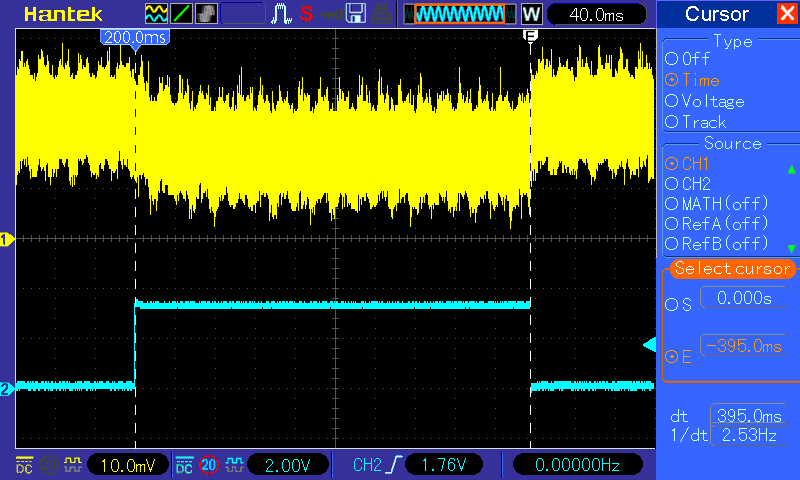 Hantek
S
W
40.0ms
Cursor
200.0ms
E
Type
Off
Time
Voltage
Track
Source
CH1
CH2
MATH(off)
RefA(off)
RefB(off)
Select cursor
S
0.000s
E
-395.0ms
dt
395.0ms
1/dt
2.53Hz
1
2
DC
20
10.0mV
DC
20
2.00V
CH2
1.76V
0.00000Hz